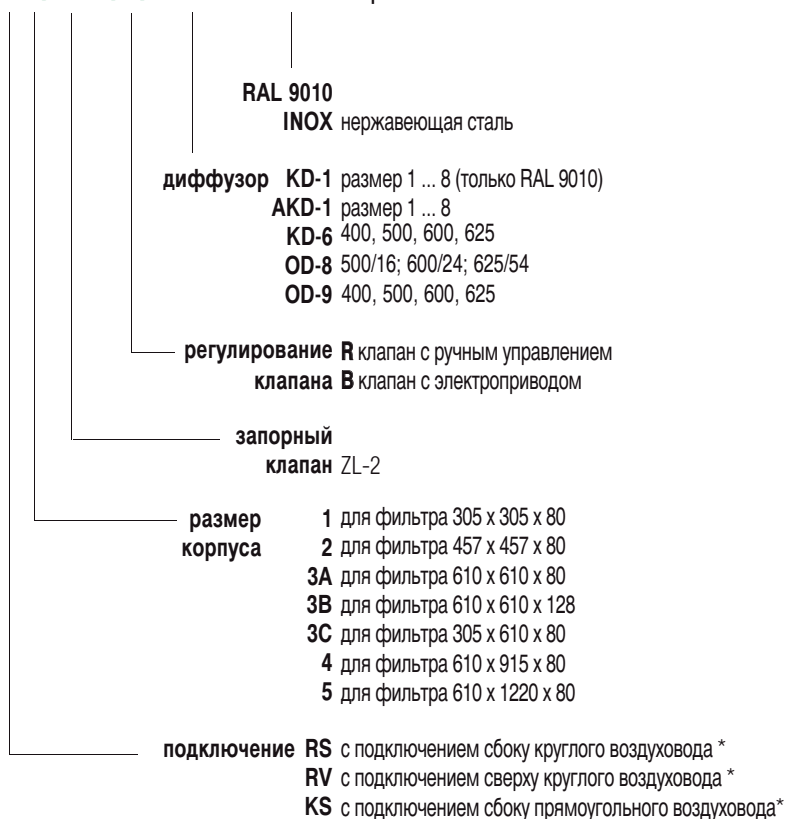 RAL 9010
INOX нержавеющая сталь
диффузор KD-1 размер 1 ... 8 (только RAL 9010)
AKD-1 размер 1 ... 8
KD-6 400, 500, 600, 625
OD-8 500/16; 600/24; 625/54
OD-9 400, 500, 600, 625
регулирование R клапан с ручным управлением
клапана B клапан с электроприводом
запорный
клапан ZL-2
размер 1 для фильтра 305 x 305 x 80
корпуса 2 для фильтра 457 x 457 x 80
3A для фильтра 610 x 610 x 80
3B для фильтра 610 x 610 x 128
3C для фильтра 305 x 610 x 80
4 для фильтра 610 x 915 x 80
5 для фильтра 610 x 1220 x 80
подключение RS с подключением сбоку круглого воздуховода *
RV с подключением сверху круглого воздуховода *
KS с подключением сбоку прямоугольного воздуховода*